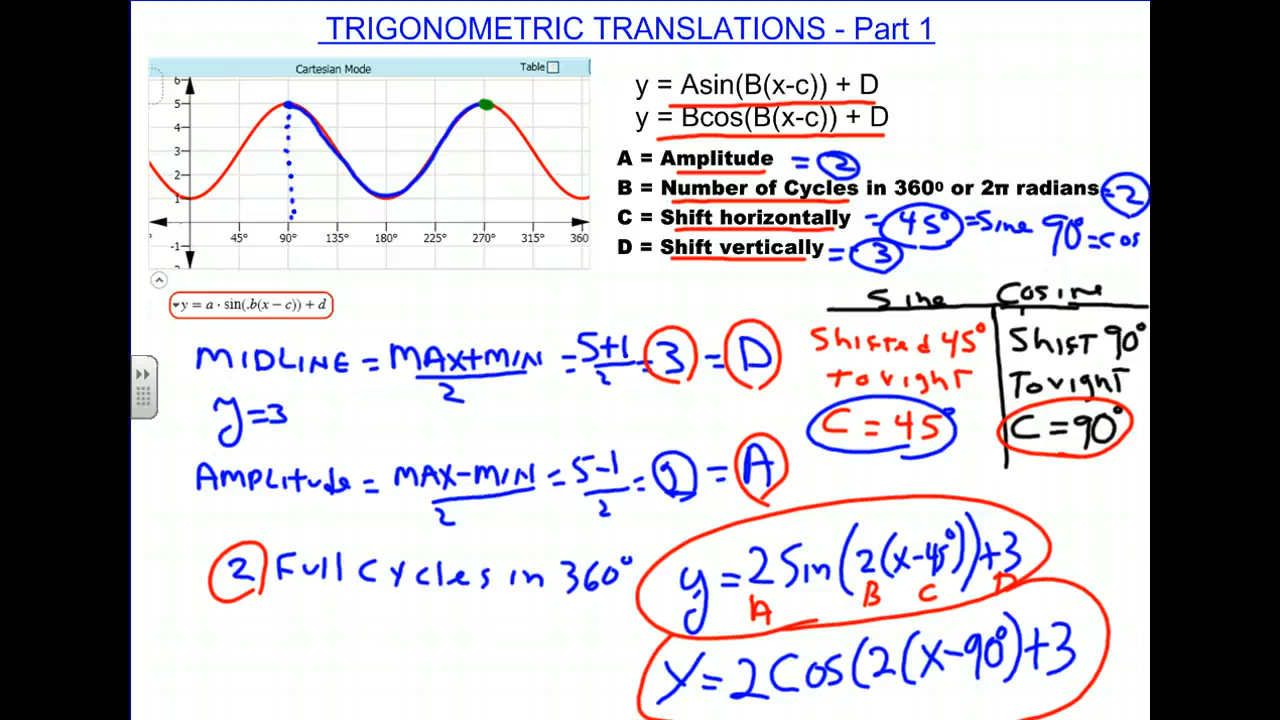 TRIGONOMETRIC TRANSLATIONS - Part 1
Cartesian Mode
Table
6
5
4
3
2
1
-1
45° 90° 135° 180° 225° 270° 315° 360
y = a · sin(.b(x − c)) + d
y = Asin(B(x-c)) + D
y = Bcos(B(x-c)) + D
A = Amplitude = 2
B = Number of Cycles in 360º or 2π radians = 2
C = Shift horizontally = 45° = Sine 90° = cos
D = Shift vertically = 3
Sine Cosine
Shifted 45° Shift 90°
to right To right
C = 45° C = 90°
MIDLINE = MAX+MIN/2 = 5+1/2 = 3 = D
y = 3
AMPLitude = MAX-MIN/2 = 5-1/2 = 2 = A
2 Full Cycles in 360°
y = 2 Sin(2(x-45°))+3
A B C D
y = 2 Cos(2(x-90°)+3